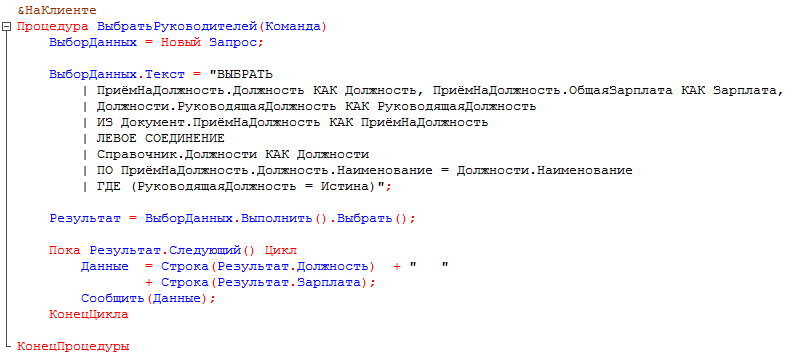 &НаКлиенте
Процедура ВыбратьРуководителей(Команда)
ВыборДанных = Новый Запрос;
ВыборДанных.Текст = "ВЫБРАТЬ
| ПриёмНаДолжность.Должность КАК Должность, ПриёмНаДолжность.ОбщаяЗарплата КАК Зарплата,
| Должности.РуководящаяДолжность КАК РуководящаяДолжность
| ИЗ Документ.ПриёмНаДолжность КАК ПриёмНаДолжность
| ЛЕВОЕ СОЕДИНЕНИЕ
| Справочник.Должности КАК Должности
| ПО ПриёмНаДолжность.Должность.Наименование = Должности.Наименование
| ГДЕ (РуководящаяДолжность = Истина)";
Результат = ВыборДанных.Выполнить().Выбрать();
Пока Результат.Следующий() Цикл
Данные  = Строка(Результат.Должность)  + "   "
+ Строка(Результат.Зарплата);
Сообщить(Данные);
КонецЦикла
КонецПроцедуры